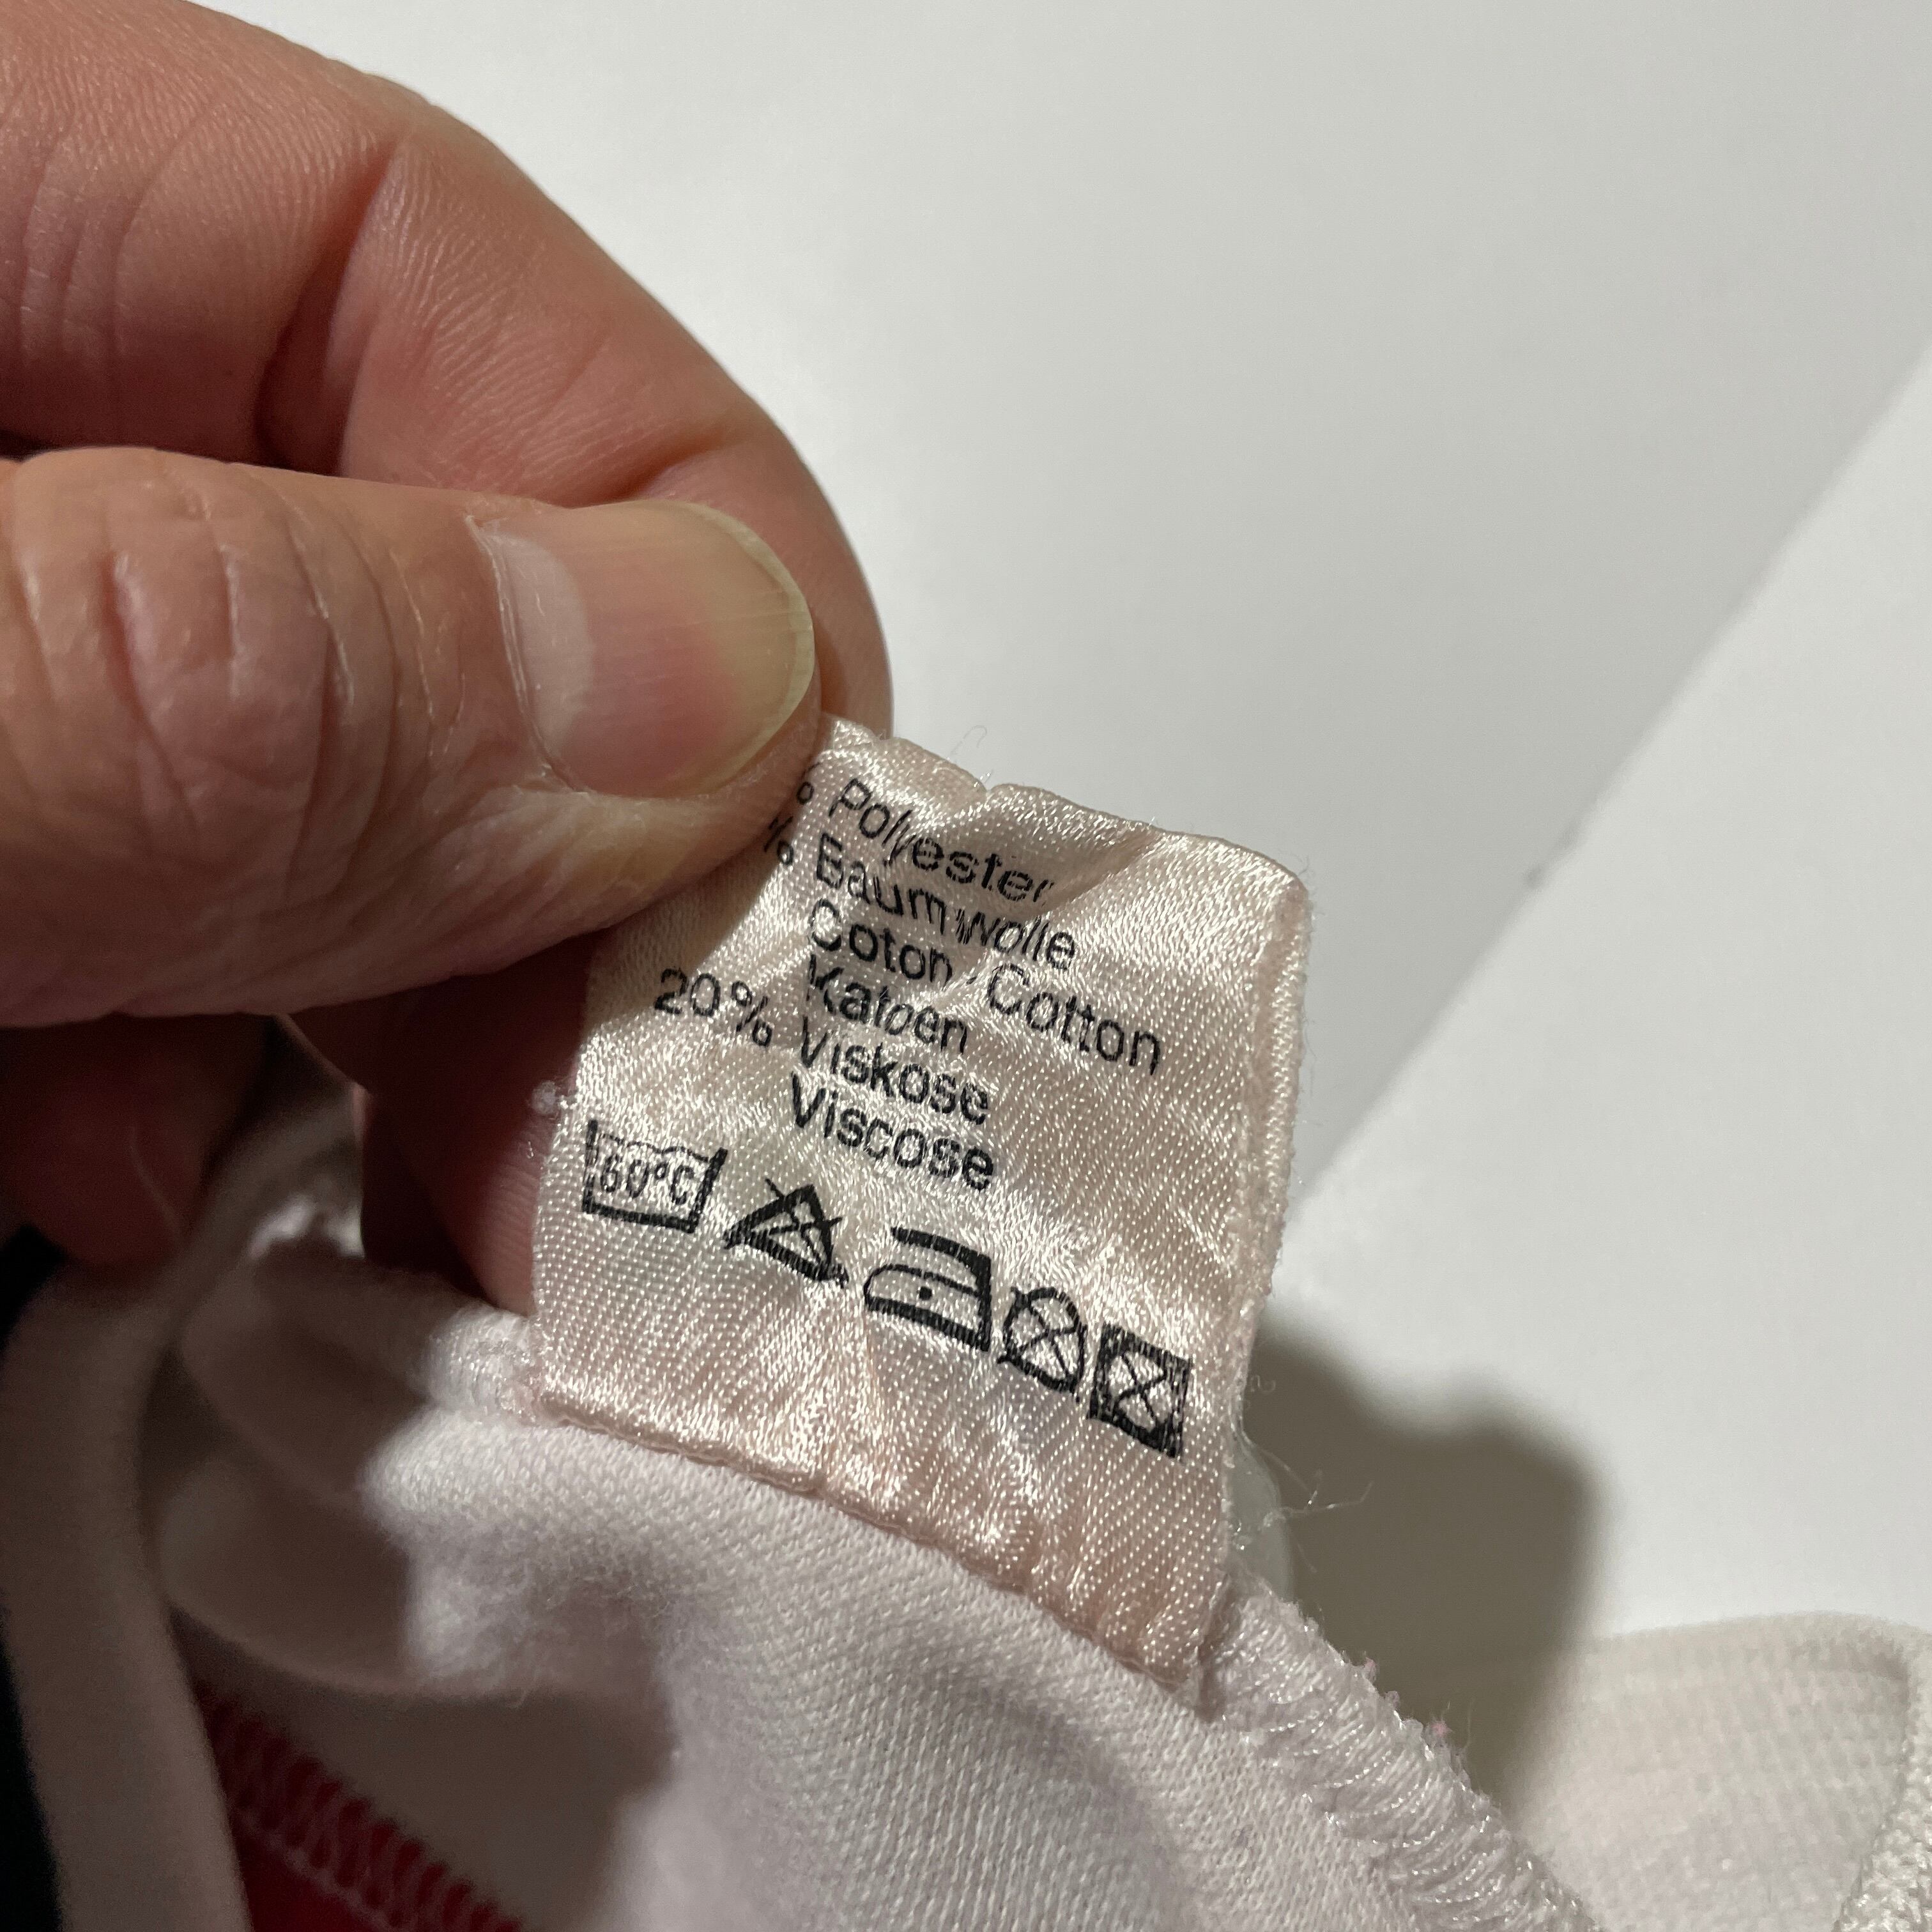 % Polyester
% Baumwolle
Coton · Cotton
Katoen
20% Viskose
Viscose
60°C